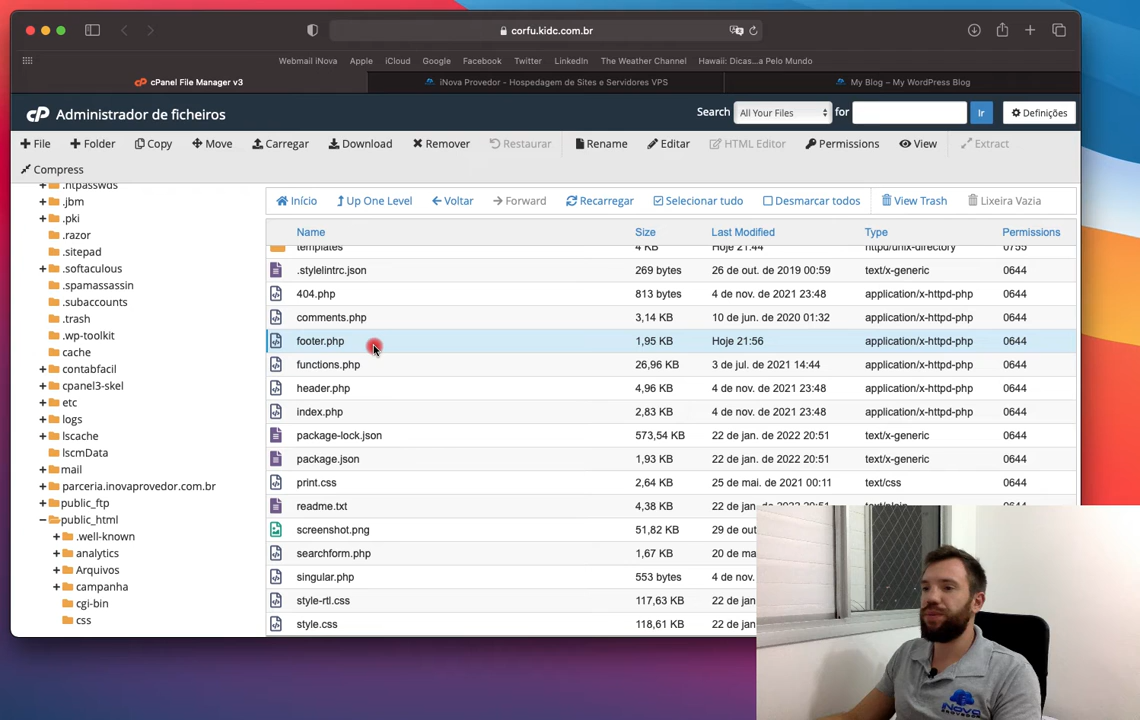 corfu.kidc.com.br
Webmail iNova Apple iCloud Google Facebook Twitter LinkedIn The Weather Channel Hawaii: Dicas...a Pelo Mundo
cPanel File Manager v3 iNova Provedor - Hospedagem de Sites e Servidores VPS My Blog – My WordPress Blog
cP Administrador de ficheiros Search All Your Files for Ir Definições
File Folder Copy Move Carregar Download Remover Restaurar Rename Editar HTML Editor Permissions View Extract
Compress
Início Up One Level Voltar Forward Recarregar Selecionar tudo Desmarcar todos View Trash Lixeira Vazia
Name Size Last Modified Type Permissions
templates 4 KB Hoje 21:44 httpd/unix-directory 0755
.stylelintrc.json 269 bytes 26 de out. de 2019 00:59 text/x-generic 0644
404.php 813 bytes 4 de nov. de 2021 23:48 application/x-httpd-php 0644
comments.php 3,14 KB 10 de jun. de 2020 01:32 application/x-httpd-php 0644
footer.php 1,95 KB Hoje 21:56 application/x-httpd-php 0644
functions.php 26,96 KB 3 de jul. de 2021 14:44 application/x-httpd-php 0644
header.php 4,96 KB 4 de nov. de 2021 23:48 application/x-httpd-php 0644
index.php 2,83 KB 4 de nov. de 2021 23:48 application/x-httpd-php 0644
package-lock.json 573,54 KB 22 de jan. de 2022 20:51 text/x-generic 0644
package.json 1,93 KB 22 de jan. de 2022 20:51 text/x-generic 0644
print.css 2,64 KB 25 de mai. de 2021 00:11 text/css 0644
readme.txt 4,38 KB 22 de jan
screenshot.png 51,82 KB 29 de out
searchform.php 1,67 KB 20 de ma
singular.php 553 bytes 4 de nov.
style-rtl.css 117,63 KB 22 de jan
style.css 118,61 KB 22 de jan
.htpasswds
.jbm
.pki
.razor
.sitepad
.softaculous
.spamassassin
.subaccounts
.trash
.wp-toolkit
cache
contabfacil
cpanel3-skel
etc
logs
lscache
lscmData
mail
parceria.inovaprovedor.com.br
public_ftp
public_html
.well-known
analytics
Arquivos
campanha
cgi-bin
css
iNova